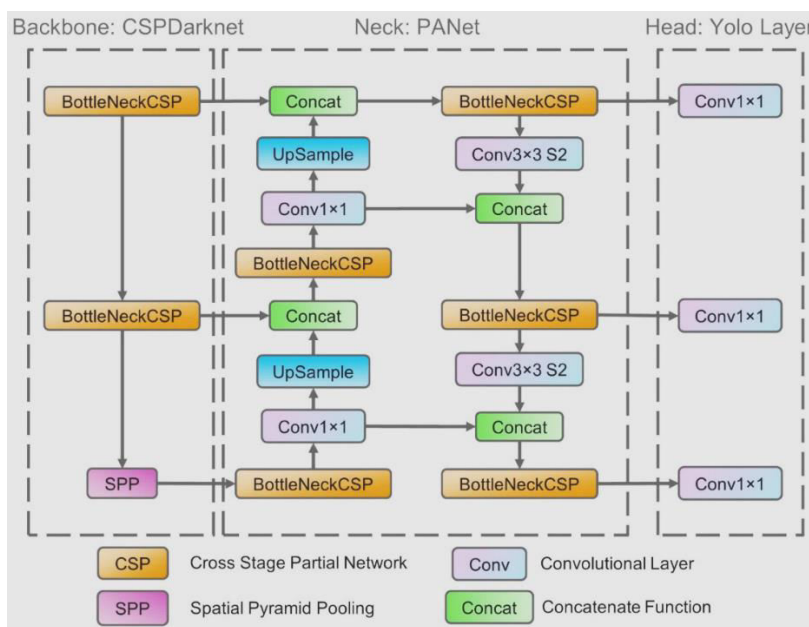 Backbone: CSPDarknet Neck: PANet Head: Yolo Layer
BottleNeckCSP Concat BottleNeckCSP Conv1×1
UpSample Conv3×3 S2
Conv1×1 Concat
BottleNeckCSP
BottleNeckCSP Concat BottleNeckCSP Conv1×1
UpSample Conv3×3 S2
Conv1×1 Concat
SPP BottleNeckCSP BottleNeckCSP Conv1×1
CSP Cross Stage Partial Network Conv Convolutional Layer
SPP Spatial Pyramid Pooling Concat Concatenate Function